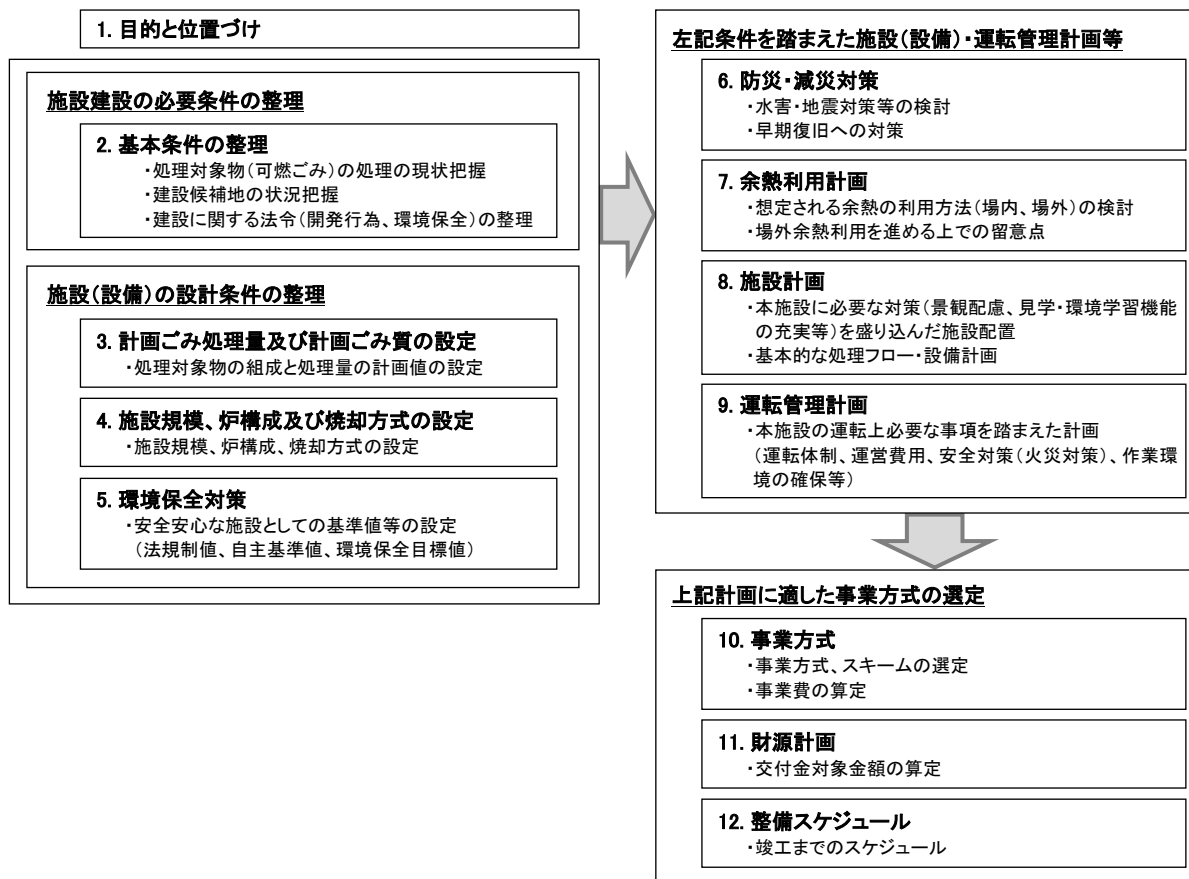 1. 目的と位置づけ
施設建設の必要条件の整理
2. 基本条件の整理
・処理対象物(可燃ごみ)の処理の現状把握
・建設候補地の状況把握
・建設に関する法令(開発行為、環境保全)の整理
施設(設備)の設計条件の整理
3. 計画ごみ処理量及び計画ごみ質の設定
・処理対象物の組成と処理量の計画値の設定
4. 施設規模、炉構成及び焼却方式の設定
・施設規模、炉構成、焼却方式の設定
5. 環境保全対策
・安全安心な施設としての基準値等の設定
(法規制値、自主基準値、環境保全目標値)
左記条件を踏まえた施設(設備)・運転管理計画等
6. 防災・減災対策
・水害・地震対策等の検討
・早期復旧への対策
7. 余熱利用計画
・想定される余熱の利用方法(場内、場外)の検討
・場外余熱利用を進める上での留意点
8. 施設計画
・本施設に必要な対策(景観配慮、見学・環境学習機能
の充実等)を盛り込んだ施設配置
・基本的な処理フロー・設備計画
9. 運転管理計画
・本施設の運転上必要な事項を踏まえた計画
(運転体制、運営費用、安全対策(火災対策)、作業環
境の確保等)
上記計画に適した事業方式の選定
10. 事業方式
・事業方式、スキームの選定
・事業費の算定
11. 財源計画
・交付金対象金額の算定
12. 整備スケジュール
・竣工までのスケジュール